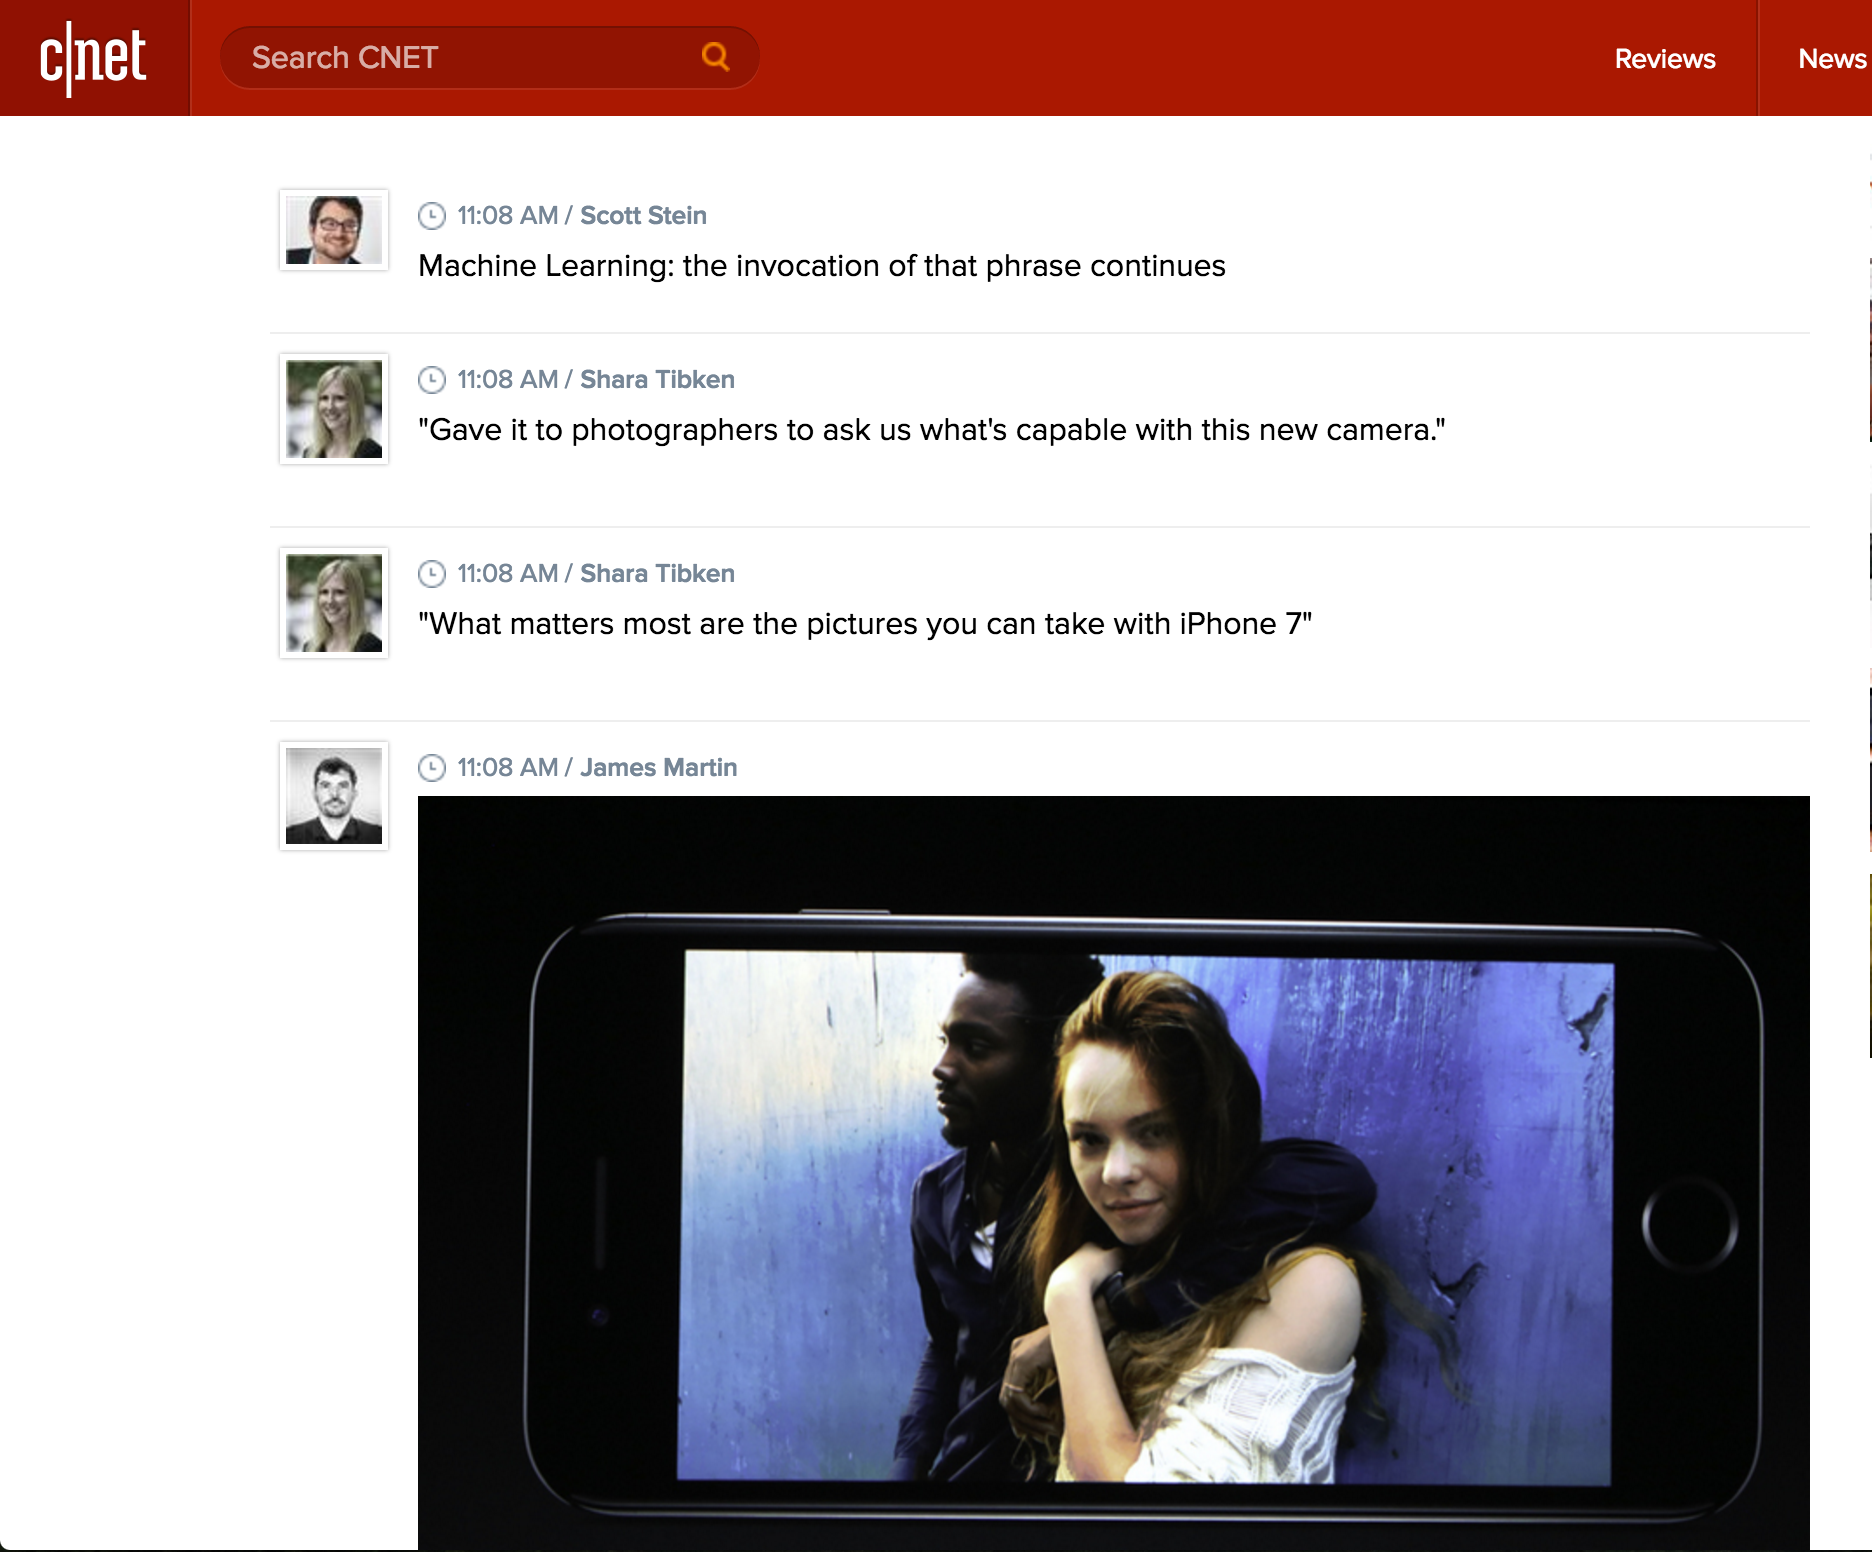 c|net
Search CNET
Reviews
News
11:08 AM / Scott Stein
Machine Learning: the invocation of that phrase continues
11:08 AM / Shara Tibken
"Gave it to photographers to ask us what's capable with this new camera."
11:08 AM / Shara Tibken
"What matters most are the pictures you can take with iPhone 7"
11:08 AM / James Martin